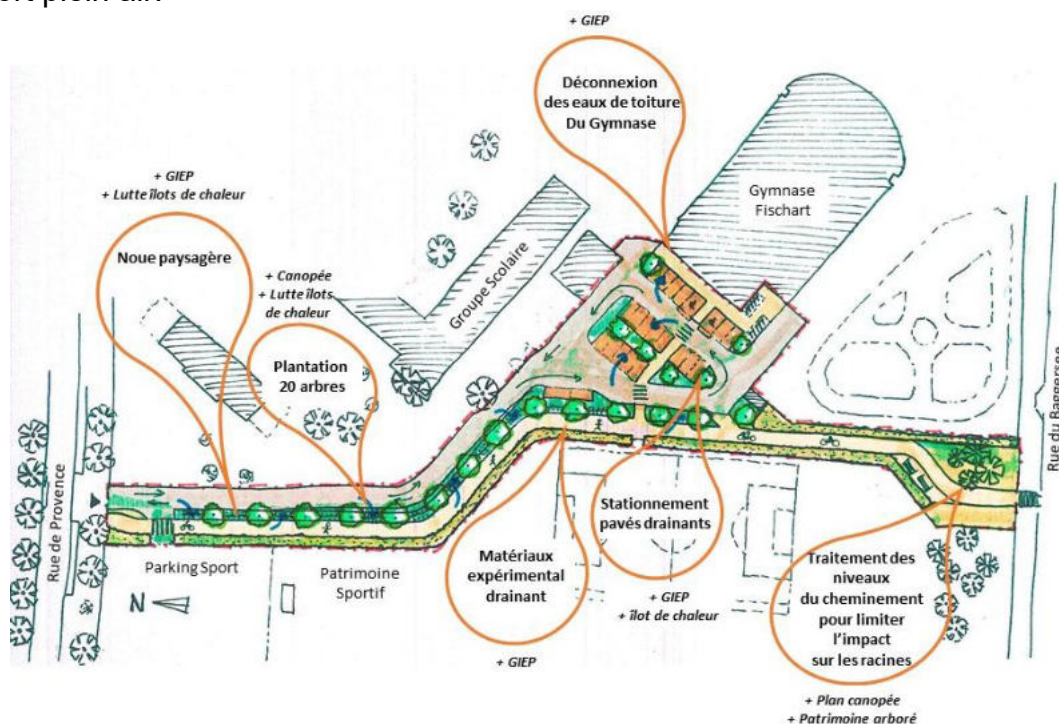 + GIEP
Déconnexion
des eaux de toiture
Du Gymnase
Gymnase
Fischart
+ GIEP
+ Lutte îlots de chaleur
Noue paysagère
+ Canopée
+ Lutte îlots
de chaleur
Plantation
20 arbres
Groupe Scolaire
Rue de Provence
Rue du Baggersee
Parking Sport
Patrimoine
Sportif
N
Matériaux
expérimental
drainant
+ GIEP
Stationnement
pavés drainants
+ GIEP
+ îlot de chaleur
Traitement des
niveaux
du cheminement
pour limiter
l'impact
sur les racines
+ Plan canopée
+ Patrimoine arboré